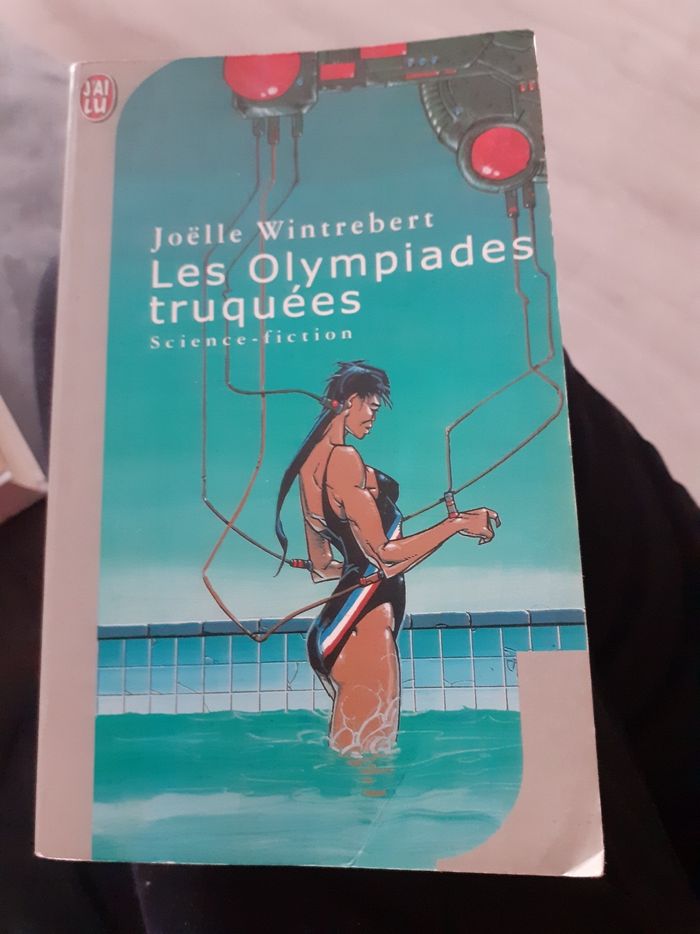 J'AI
LU
Joëlle Wintrebert
Les Olympiades
truquées
Science-fiction